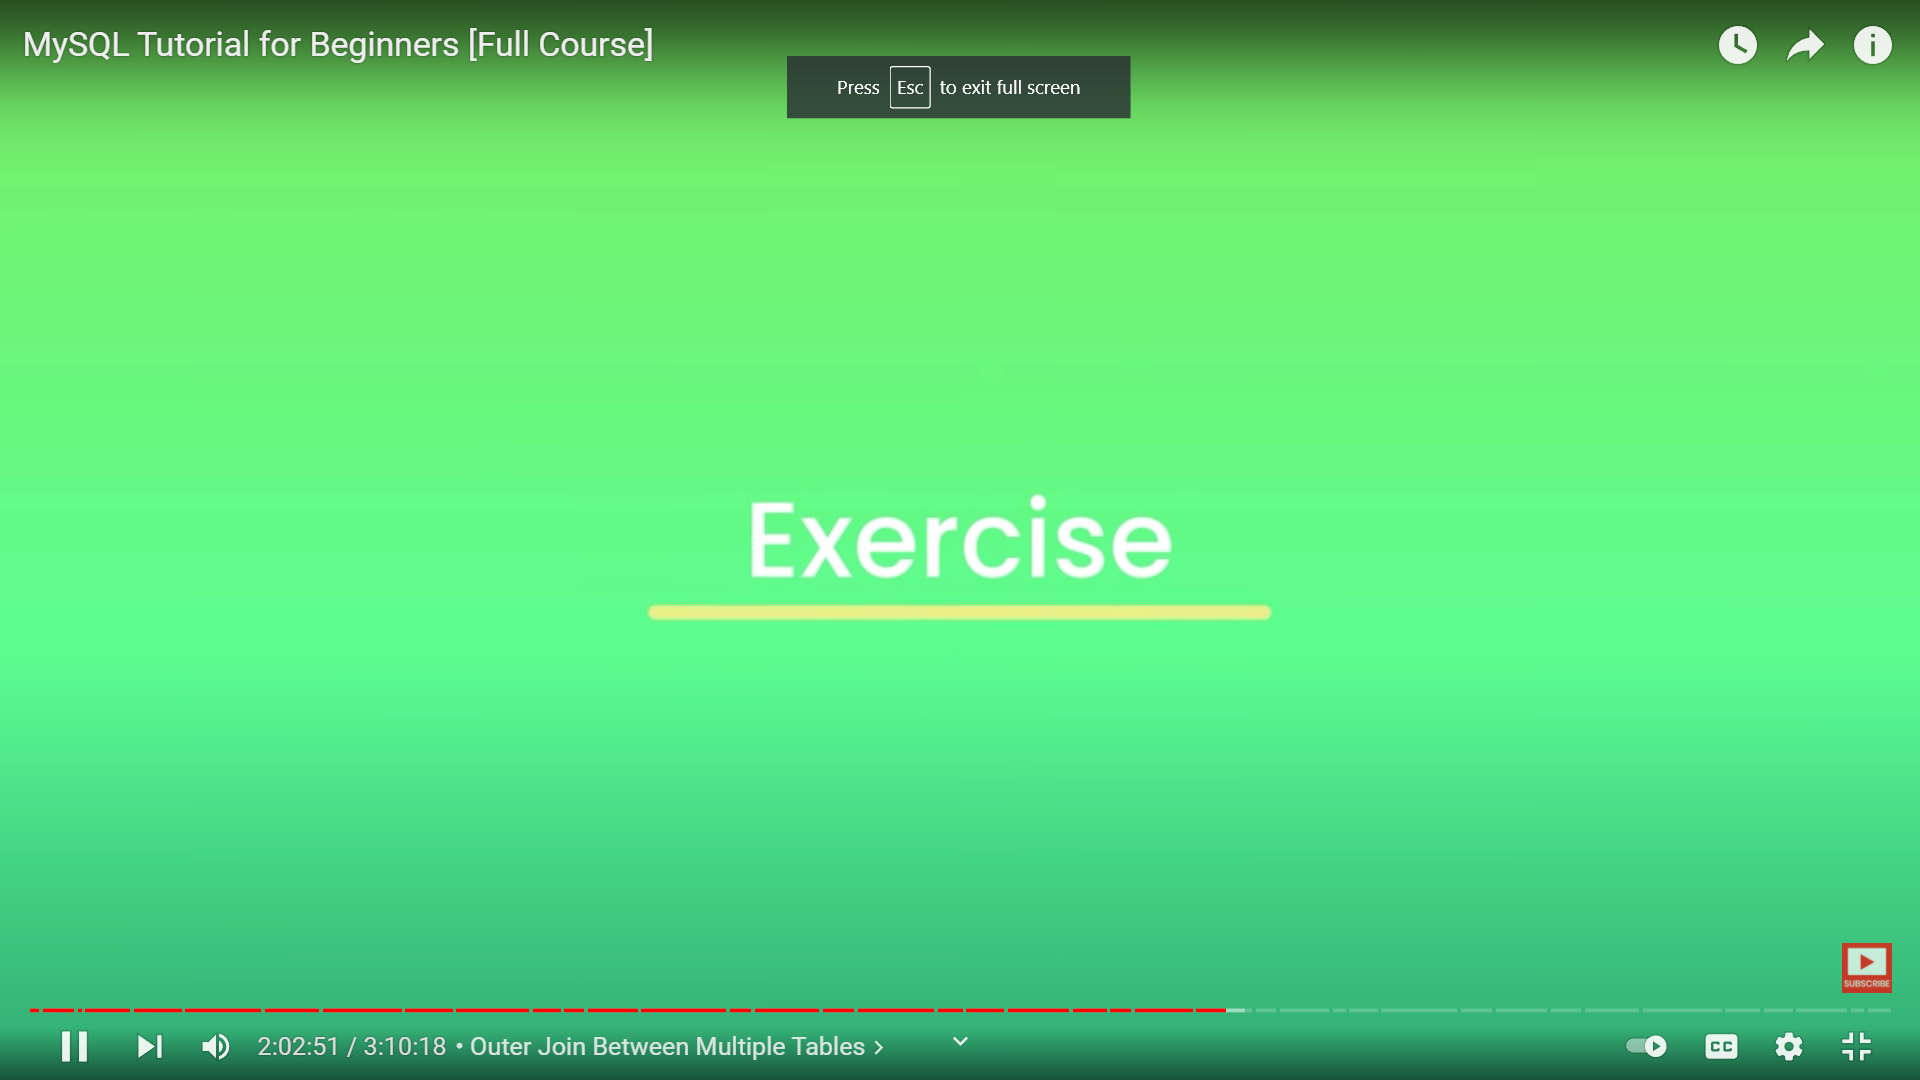 MySQL Tutorial for Beginners [Full Course]
Press Esc to exit full screen
Exercise
SUBSCRIBE
2:02:51 / 3:10:18 • Outer Join Between Multiple Tables
CC